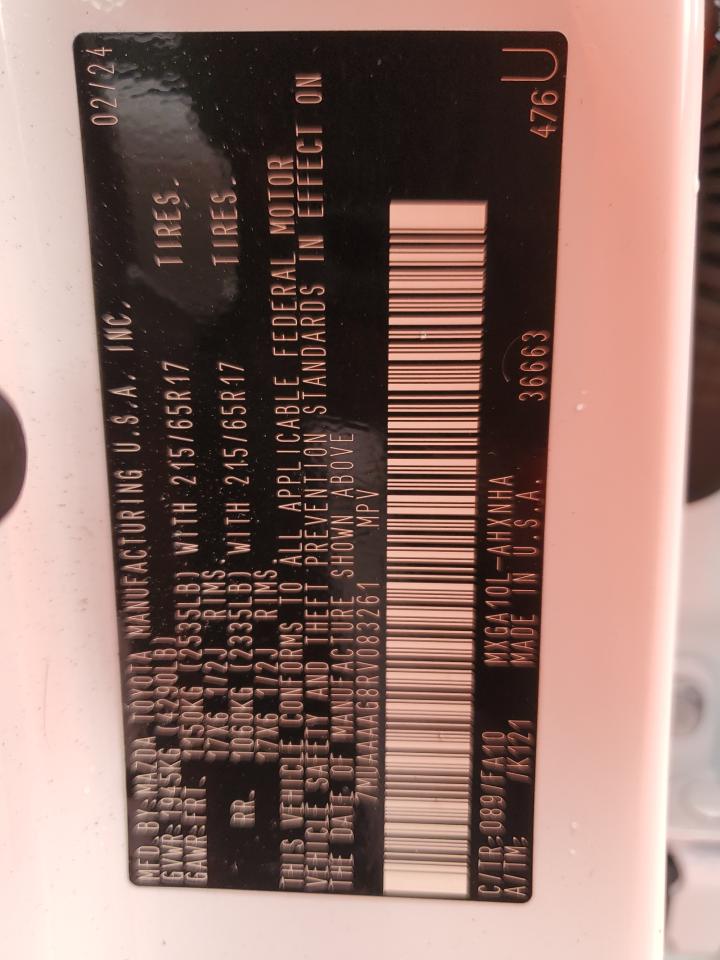 MFD. BY: MAZDA TOYOTA MANUFACTURING U.S.A. INC. 02/24
GVWR: 1945KG (4290LB)
GAWR: FRT. 1150KG (2535LB) WITH 215/65R17 TIRES.
17X6 1/2J RIMS.
RR. 1060KG (2335LB) WITH 215/65R17 TIRES.
17X6 1/2J RIMS
THIS VEHICLE CONFORMS TO ALL APPLICABLE FEDERAL MOTOR
VEHICLE SAFETY AND THEFT PREVENTION STANDARDS IN EFFECT ON
THE DATE OF MANUFACTURE SHOWN ABOVE
7MUAAAAG8RV083261 MPV
C/TR: 089/FA10 MXGA10L-AHXNHA
A/TM: /K121 MADE IN U.S.A. 36663 476 U